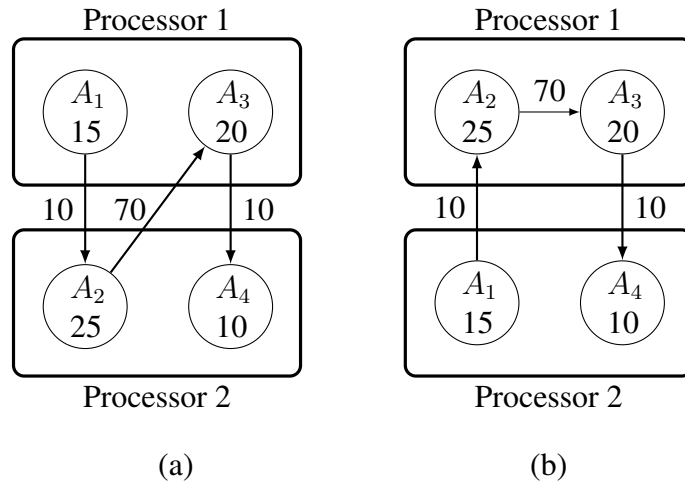 Processor 1
A₁ 15
A₃ 20
10 70 10
A₂ 25
A₄ 10
Processor 2
(a)
Processor 1
A₂ 25
70
A₃ 20
10 10
A₁ 15
A₄ 10
Processor 2
(b)